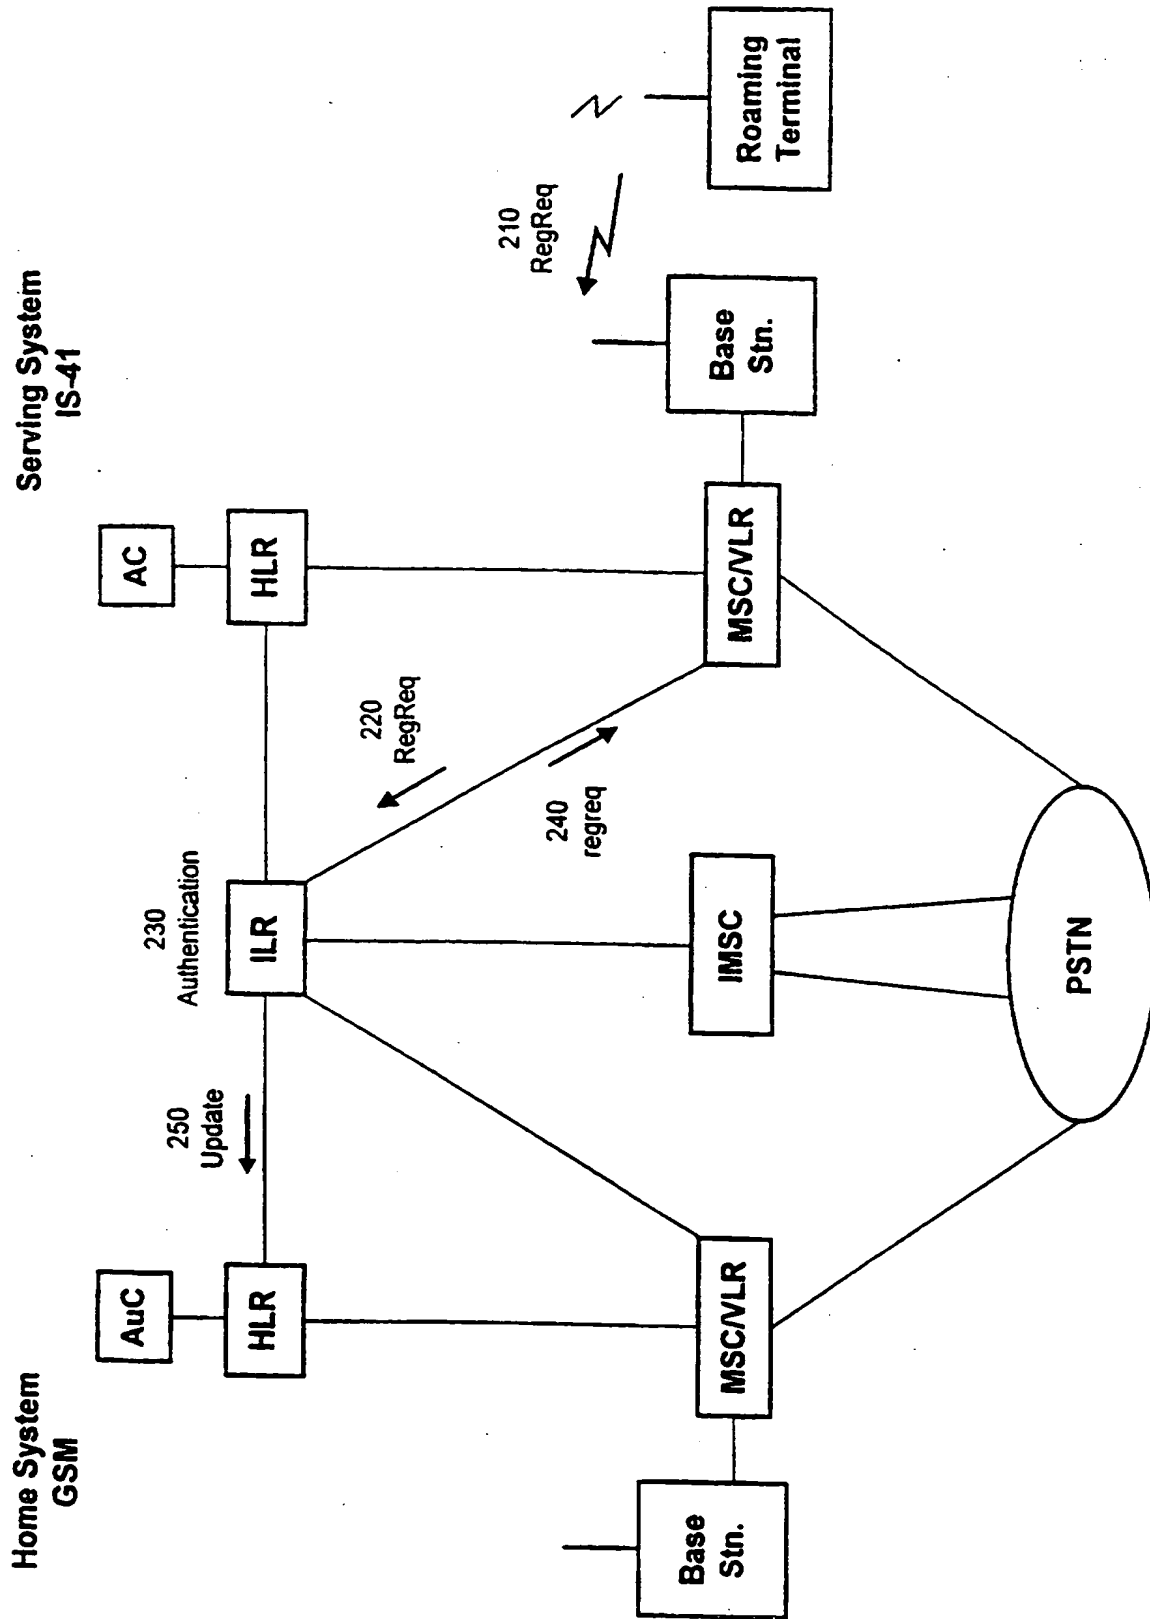 Home System
GSM
Serving System
IS-41
AuC
AC
230
Authentication
HLR
250
Update
ILR
HLR
220
RegReq
240
regreq
210
RegReq
Base
Stn.
MSC/VLR
IMSC
MSC/VLR
Base
Stn.
Roaming
Terminal
PSTN